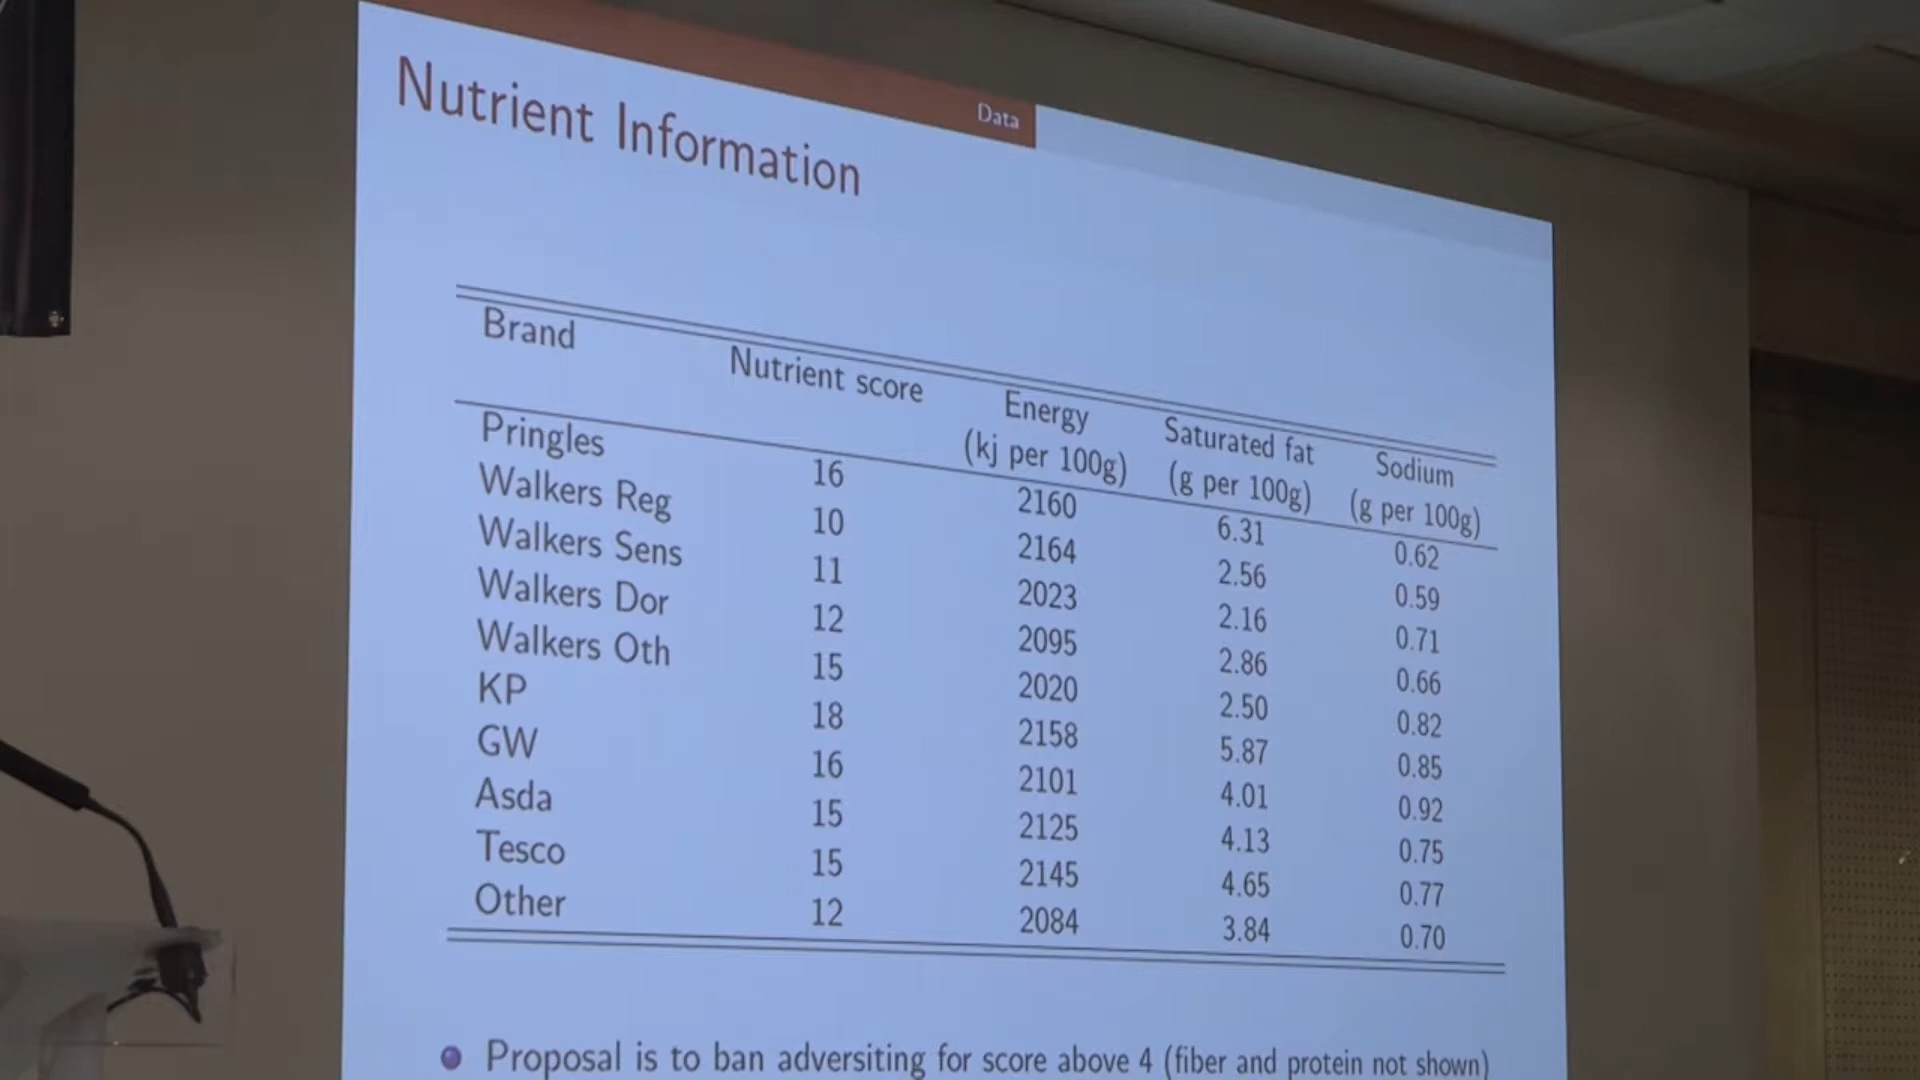 Data
Nutrient Information
Brand Nutrient score Energy Saturated fat Sodium
(kj per 100g) (g per 100g) (g per 100g)
Pringles 16 2160 6.31 0.62
Walkers Reg 10 2164 2.56 0.59
Walkers Sens 11 2023 2.16 0.71
Walkers Dor 12 2095 2.86 0.66
Walkers Oth 15 2020 2.50 0.82
KP 18 2158 5.87 0.85
GW 16 2101 4.01 0.92
Asda 15 2125 4.13 0.75
Tesco 15 2145 4.65 0.77
Other 12 2084 3.84 0.70
Proposal is to ban adversiting for score above 4 (fiber and protein not shown)